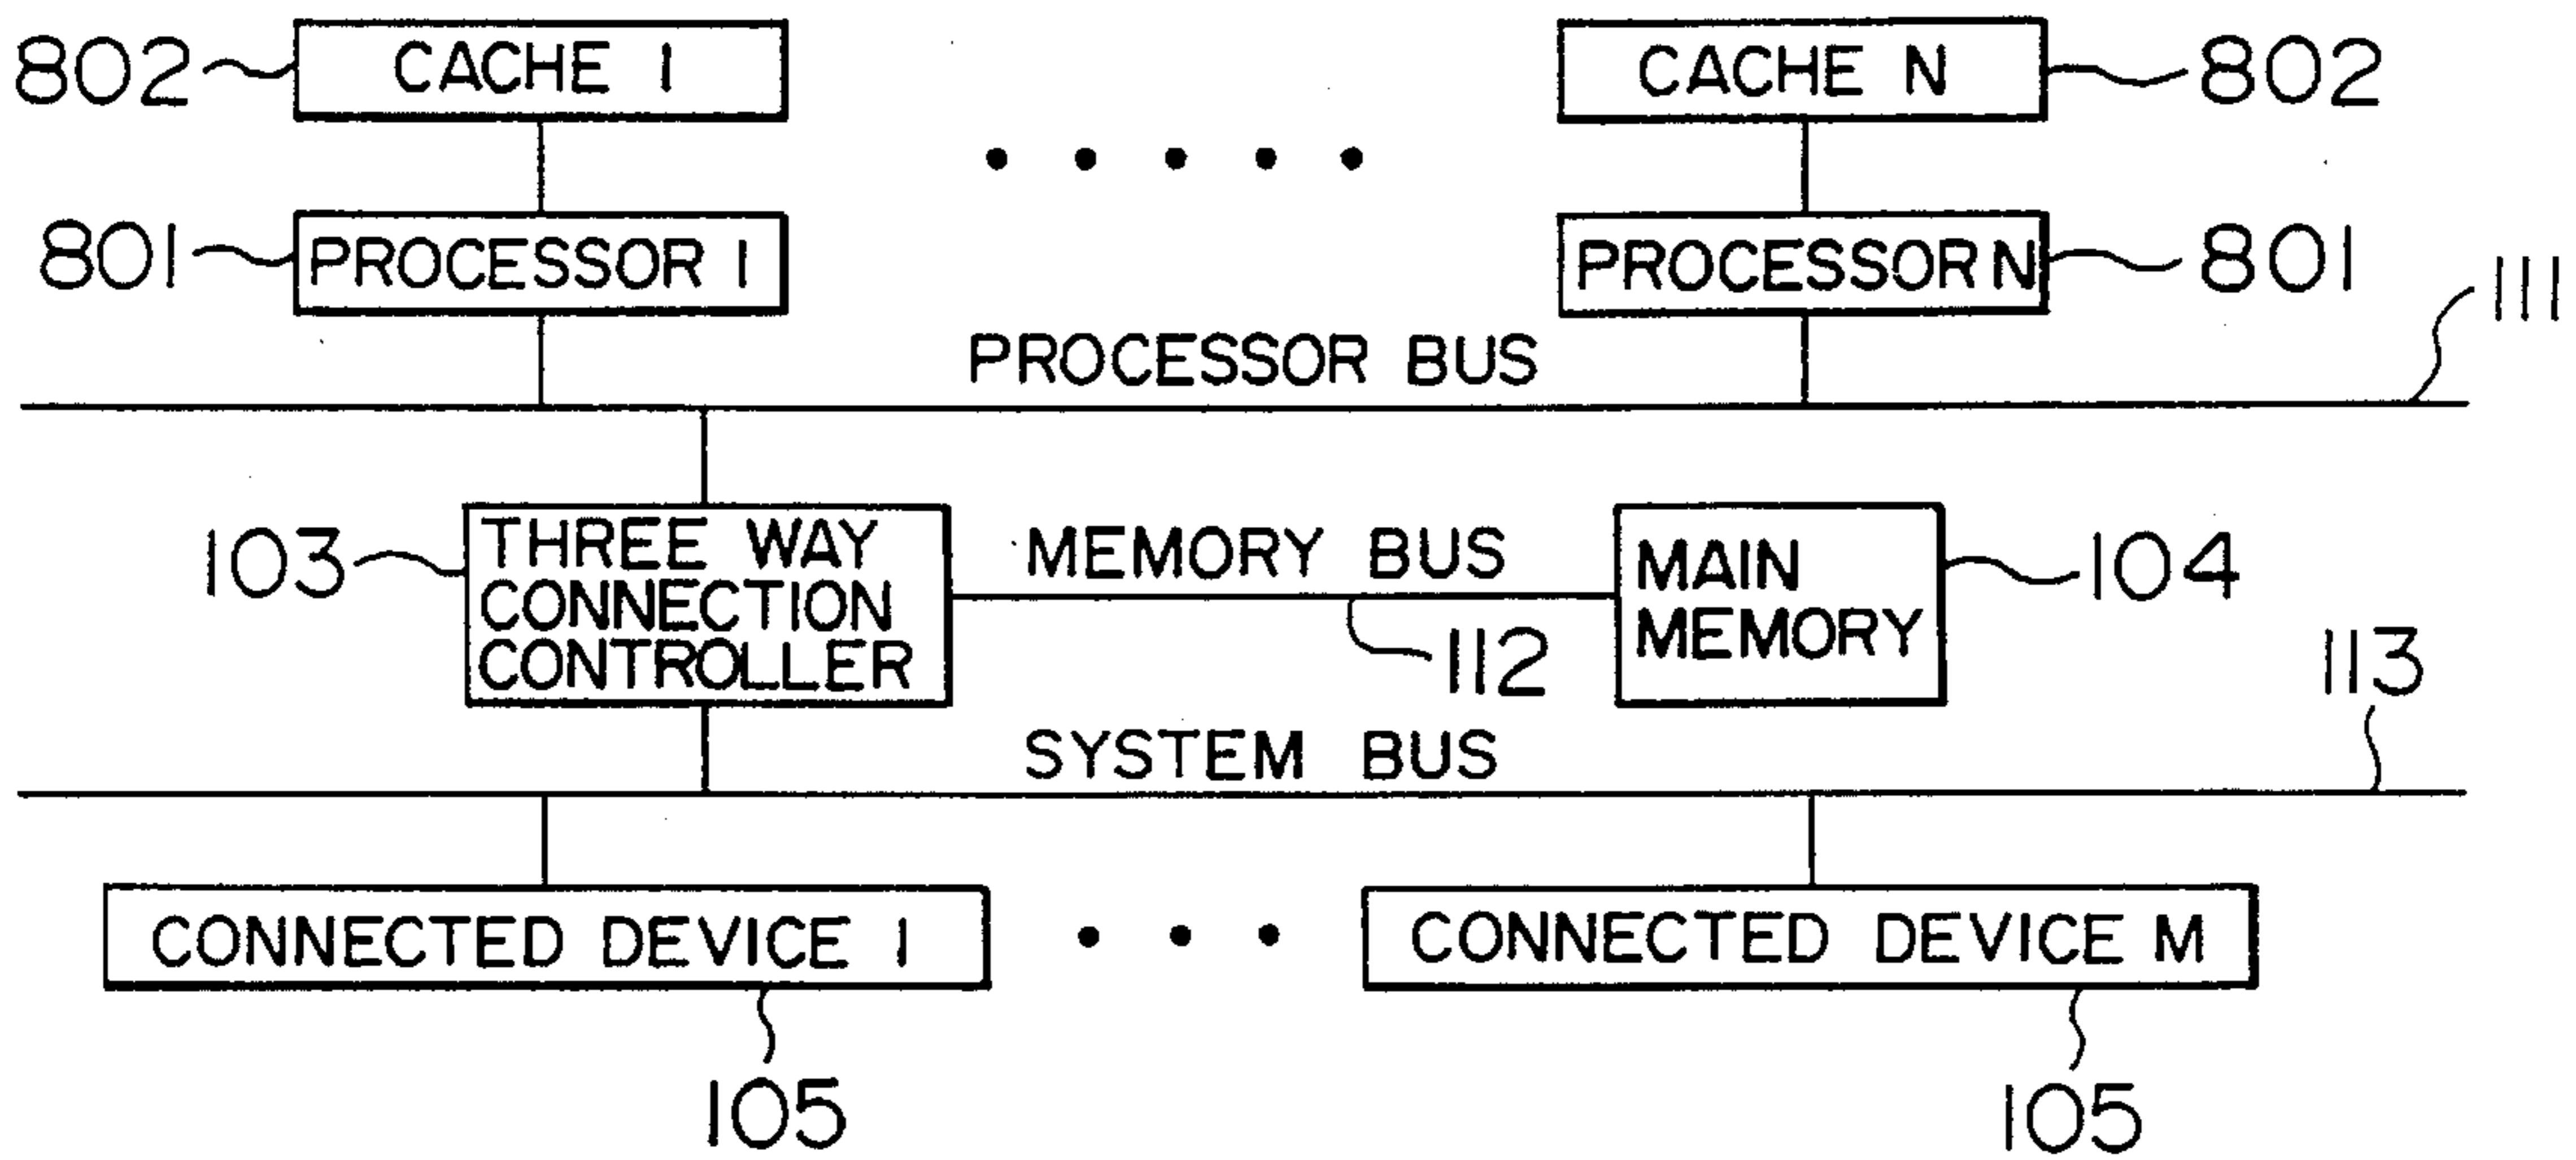 802 CACHE 1 CACHE N 802
801 PROCESSOR 1 PROCESSOR N 801
111
PROCESSOR BUS
103 THREE WAY
CONNECTION
CONTROLLER
MEMORY BUS
112
MAIN
MEMORY
104
113
SYSTEM BUS
CONNECTED DEVICE 1 CONNECTED DEVICE M
105 105